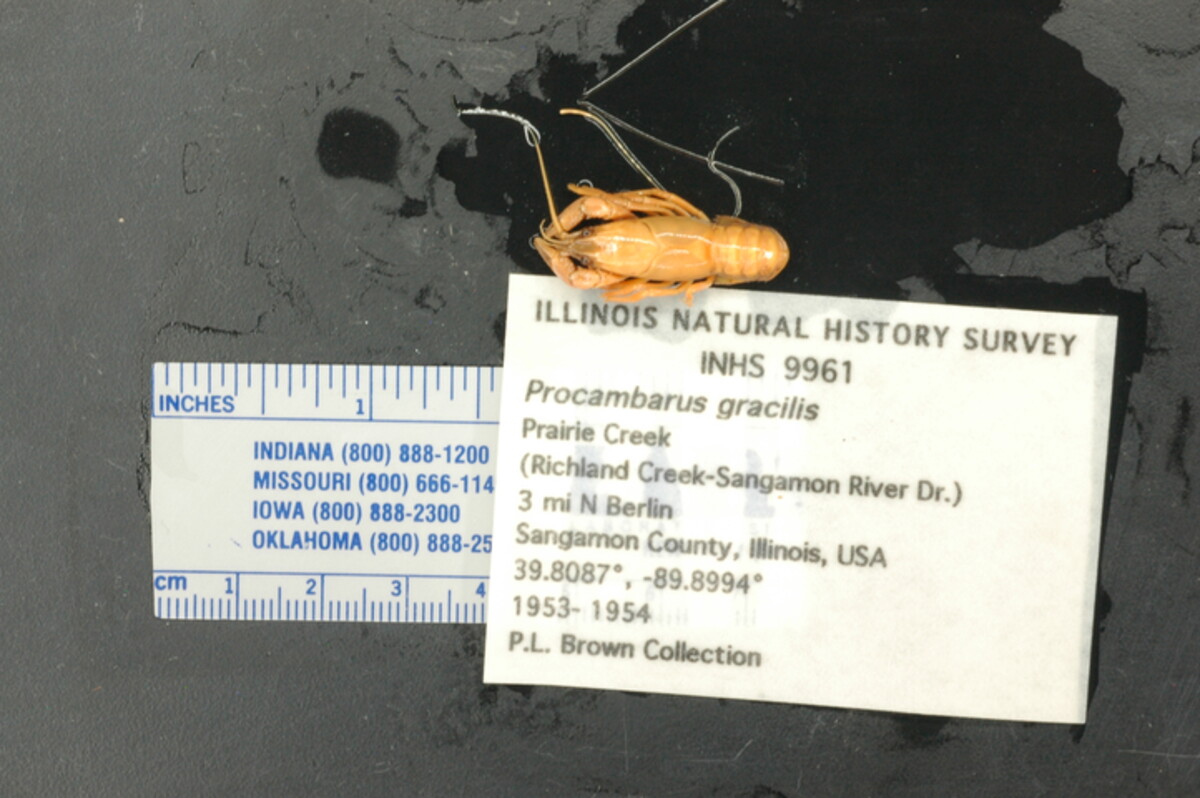 ILLINOIS NATURAL HISTORY SURVEY
INHS 9961
Procambarus gracilis
Prairie Creek
(Richland Creek-Sangamon River Dr.)
3 mi N Berlin
Sangamon County, Illinois, USA
39.8087°, -89.8994°
1953- 1954
P.L. Brown Collection
INCHES 1
INDIANA (800) 888-1200
MISSOURI (800) 666-114
IOWA (800) 888-2300
OKLAHOMA (800) 888-25
cm 1 2 3 4